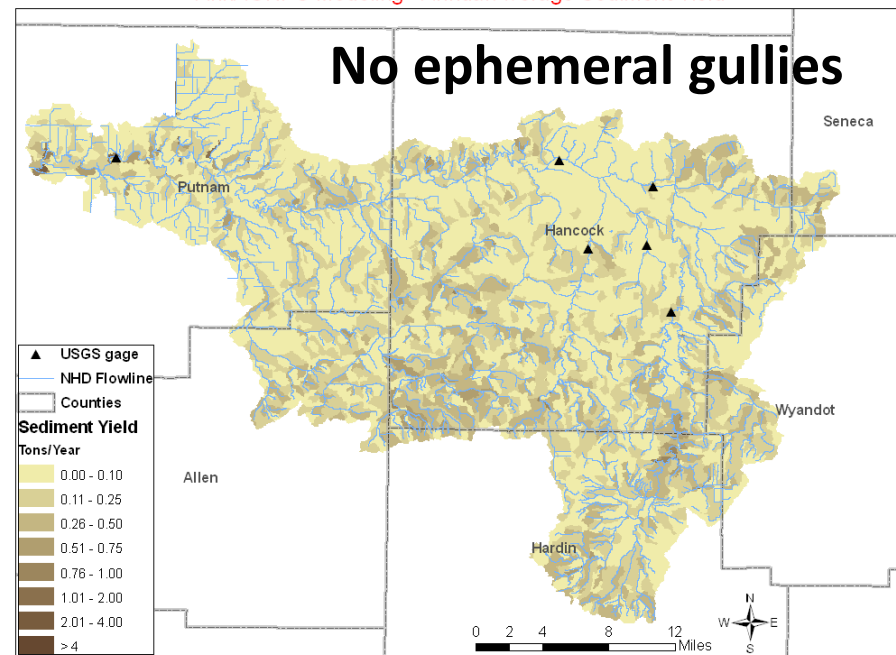 No ephemeral gullies
Seneca
Putnam
Hancock
Wyandot
Allen
Hardin
USGS gage
NHD Flowline
Counties
Sediment Yield
Tons/Year
0.00 - 0.10
0.11 - 0.25
0.26 - 0.50
0.51 - 0.75
0.76 - 1.00
1.01 - 2.00
2.01 - 4.00
> 4
N
W E
S
0 2 4 8 12
Miles